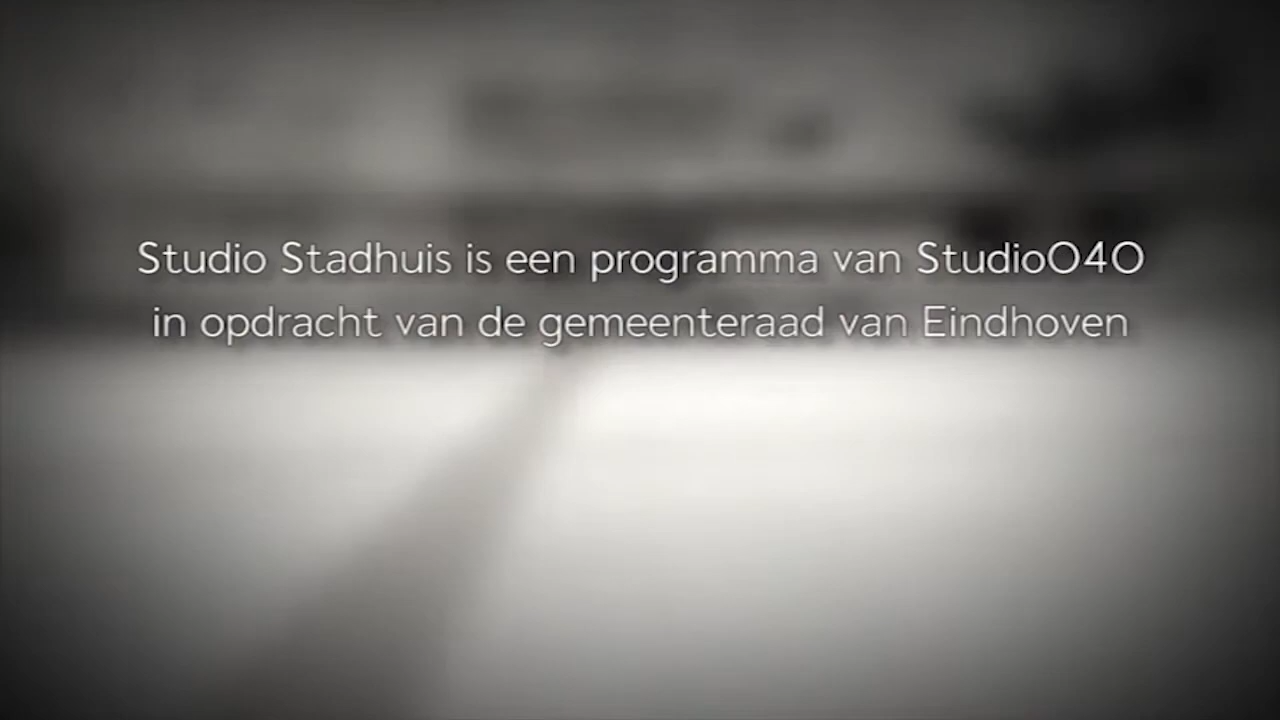 Studio Stadhuis is een programma van Studio040
in opdracht van de gemeenteraad van Eindhoven